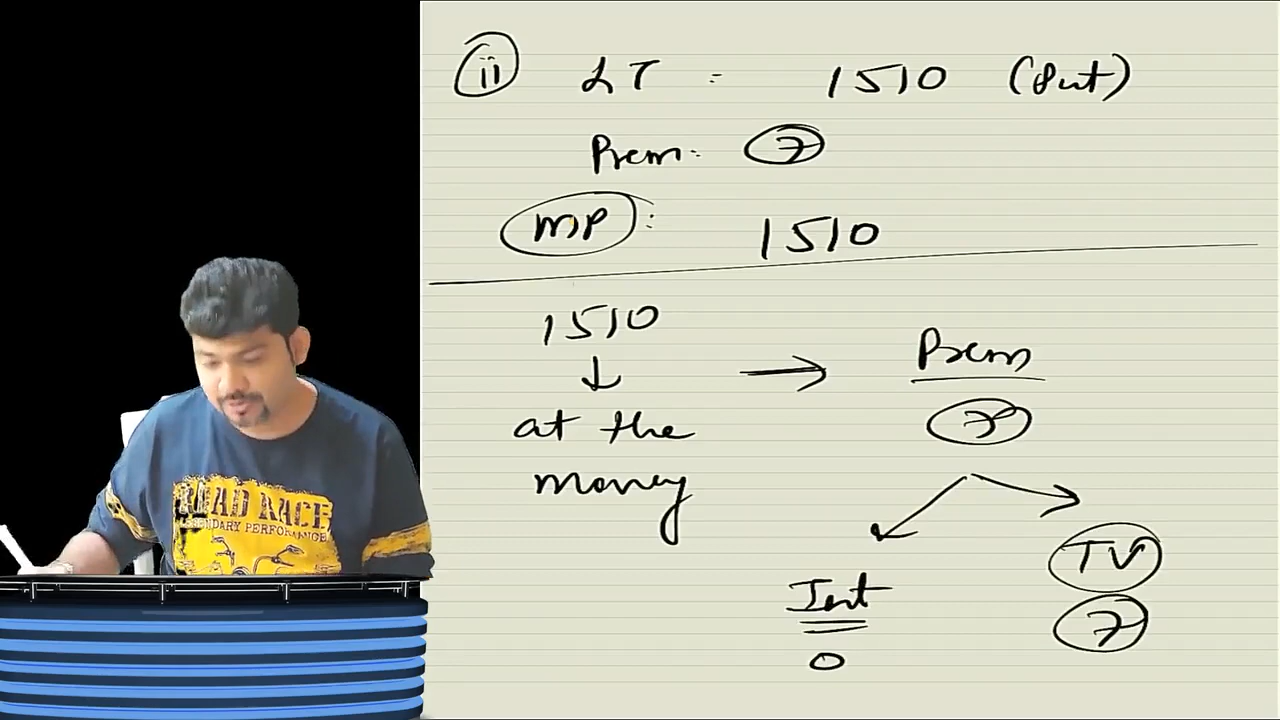 ii LT : 1510 (Put)
Prem: 7
MP: 1510
1510
at the
money
Prem
7
Int
0
TV
7
ROAD RACE
LEGENDARY PERFORMANCE